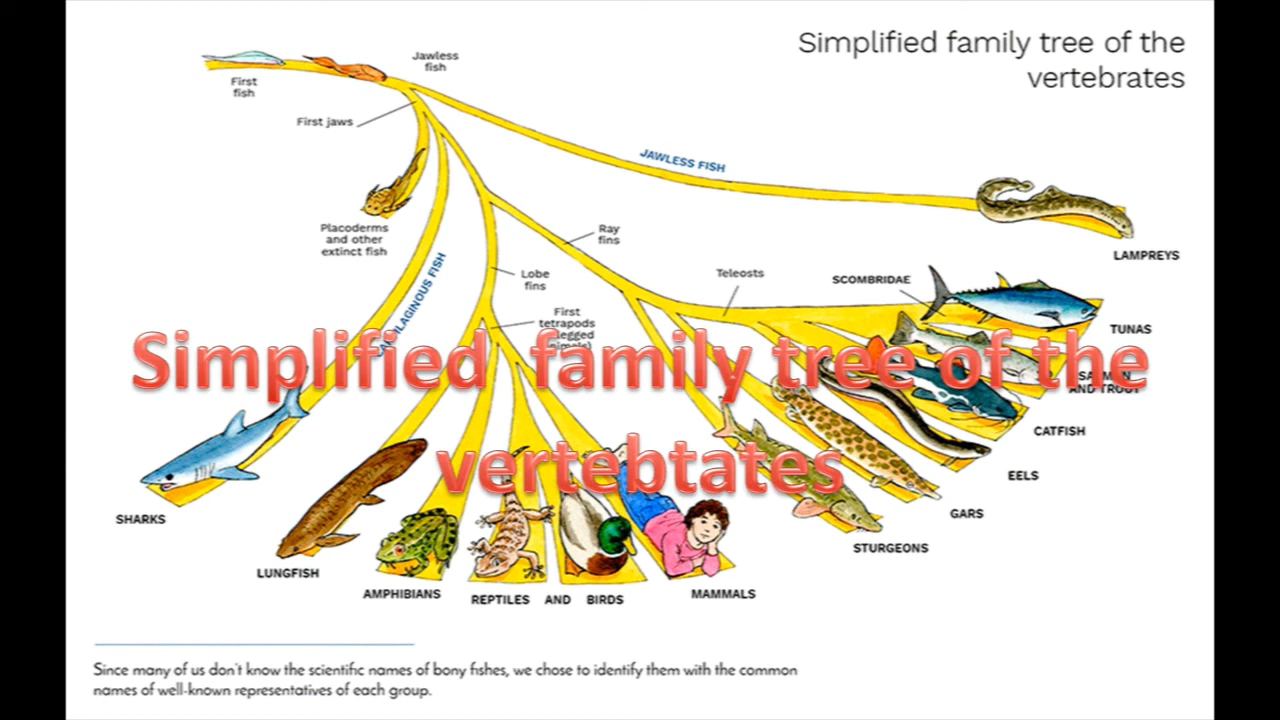 Simplified family tree of the
vertebrates
Jawless
fish
First
fish
First jaws
JAWLESS FISH
Placoderms
and other
extinct fish
Ray
fins
LAMPREYS
Lobe
fins
Teleosts
SCOMBRIDAE
FISH
First
tetrapods
TUNAS
Simplified family tree of the
vertebtates
AND TROUT
CATFISH
EELS
GARS
SHARKS
STURGEONS
LUNGFISH
AMPHIBIANS
REPTILES AND BIRDS
MAMMALS
Since many of us don't know the scientific names of bony fishes, we chose to identify them with the common
names of well-known representatives of each group.